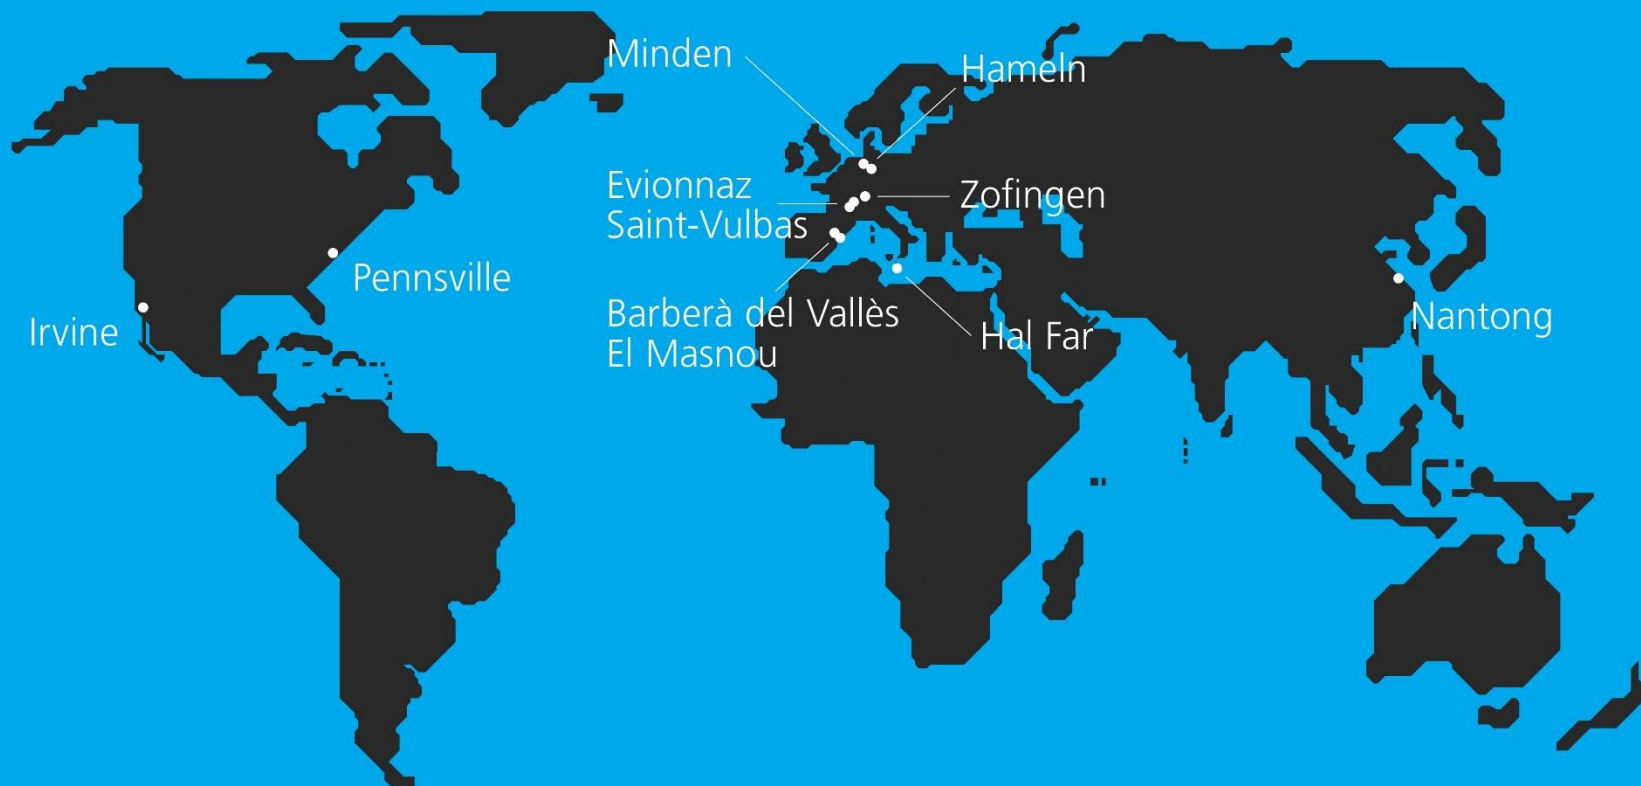 Minden
Hameln
Evionnaz
Saint-Vulbas
Zofingen
Pennsville
Irvine
Barberà del Vallès
El Masnou
Hal Far
Nantong